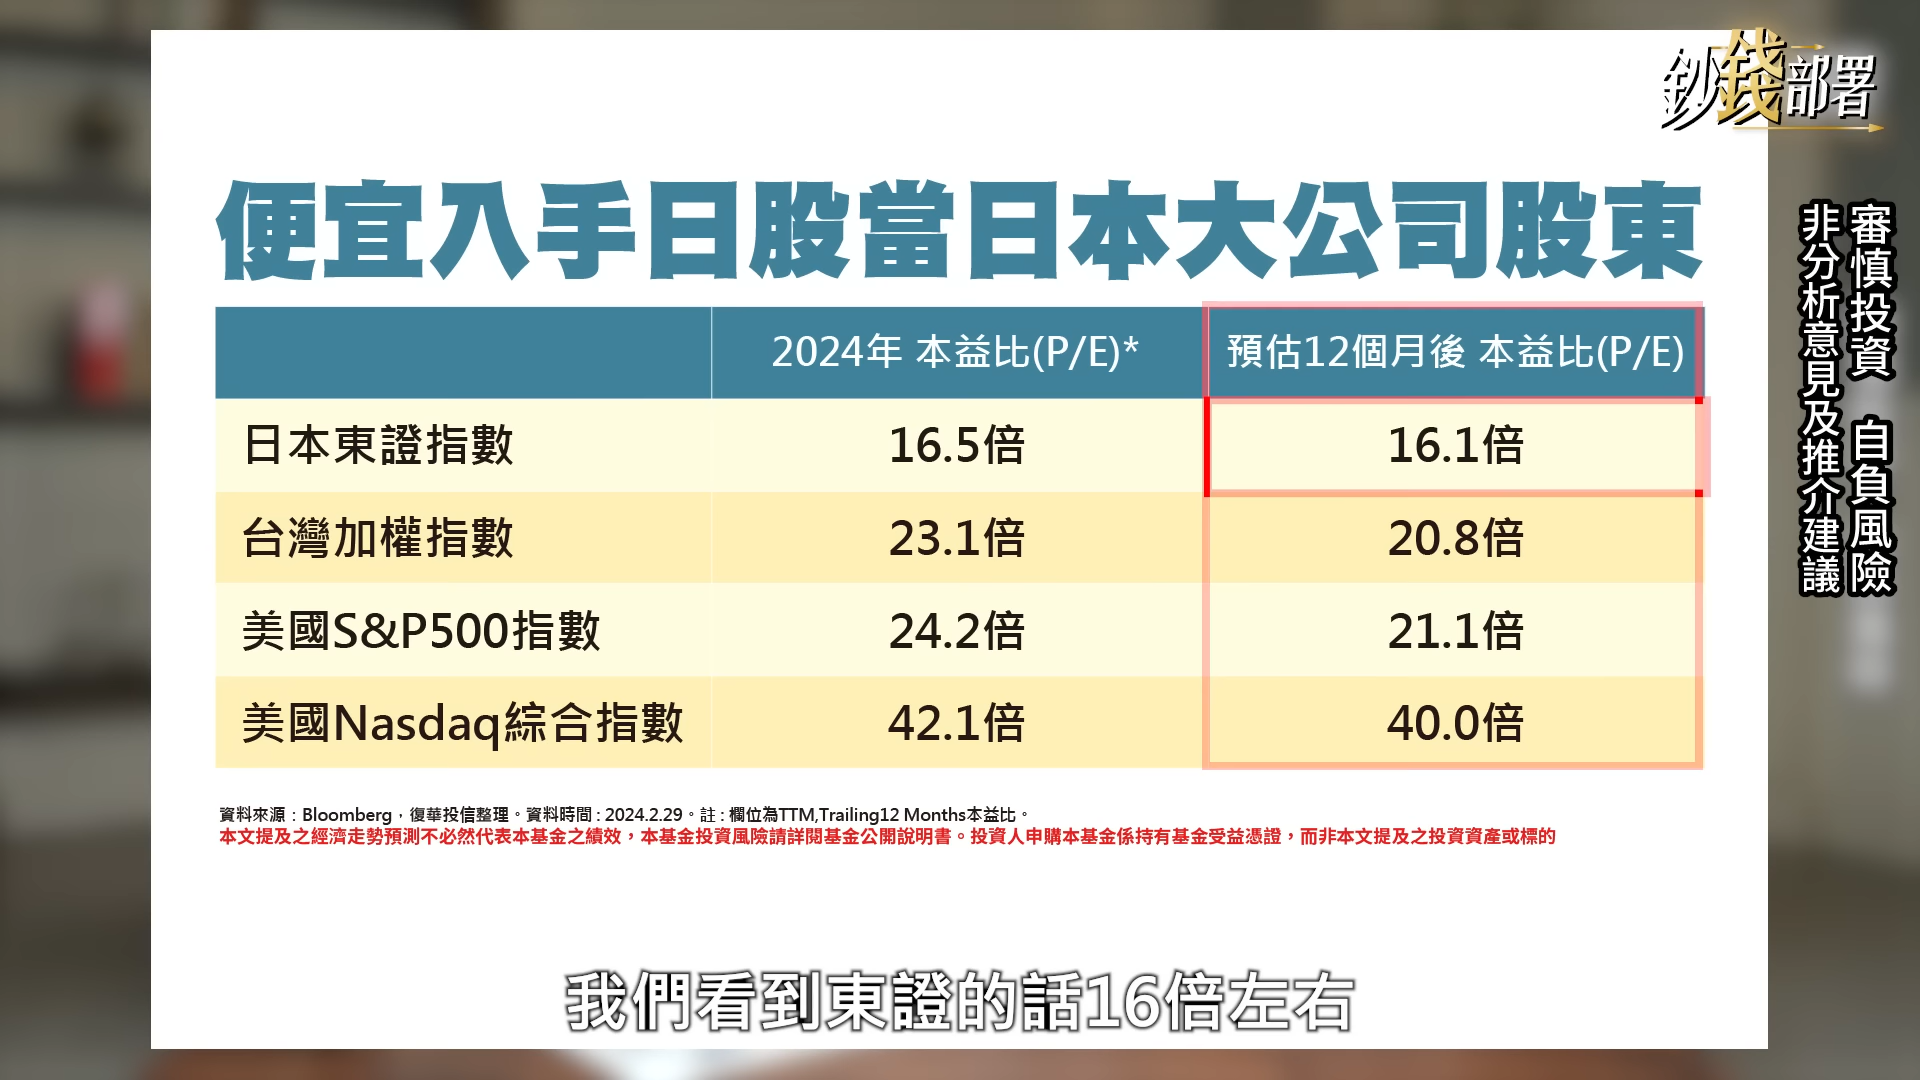 鈔錢部署
審慎投資 自負風險
非分析意見及推介建議
便宜入手日股當日本大公司股東
2024年 本益比(P/E)* 預估12個月後 本益比(P/E)
日本東證指數 16.5倍 16.1倍
台灣加權指數 23.1倍 20.8倍
美國S&P500指數 24.2倍 21.1倍
美國Nasdaq綜合指數 42.1倍 40.0倍
資料來源：Bloomberg，復華投信整理。資料時間 : 2024.2.29。註 : 欄位為TTM,Trailing12 Months本益比。
本文提及之經濟走勢預測不必然代表本基金之績效，本基金投資風險請詳閱基金公開說明書。投資人申購本基金係持有基金受益憑證，而非本文提及之投資資產或標的
我們看到東證的話16倍左右